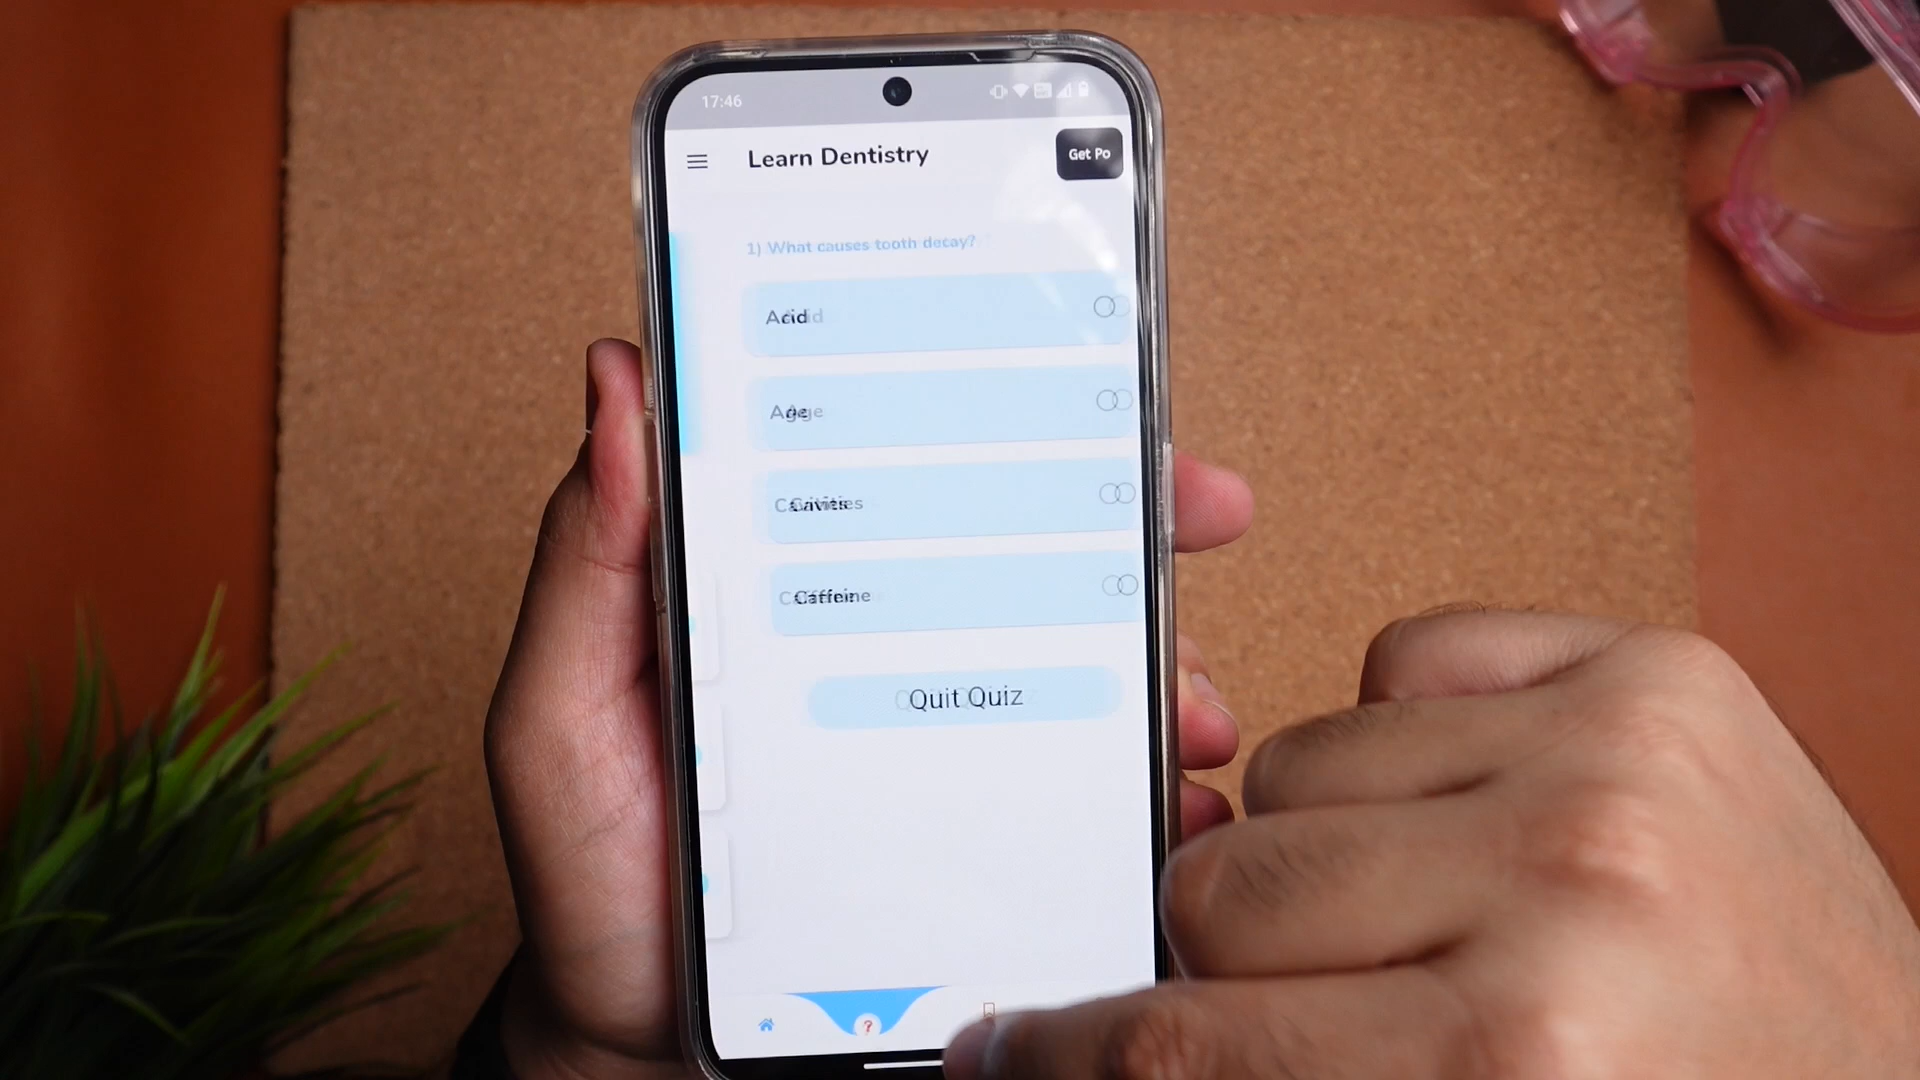 17:46
Learn Dentistry
Get Po
1) What causes tooth decay?
Acid
Age
Cavities
Caffeine
Quit Quiz
?